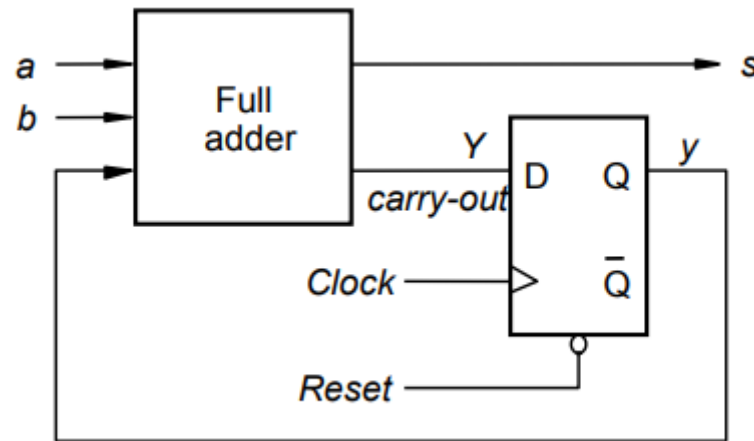 a
b
Full
adder
s
Y
carry-out
y
D Q
Q̅
Clock
Reset